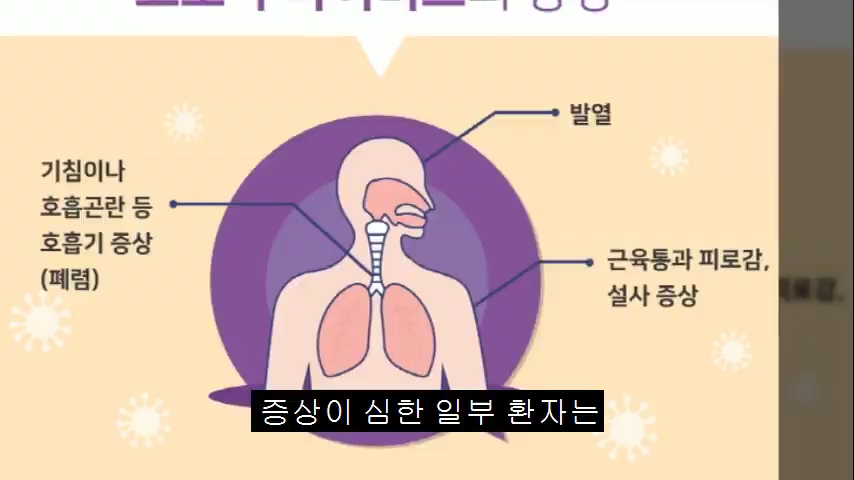 발열
기침이나
호흡곤란 등
호흡기 증상
(폐렴)
근육통과 피로감,
설사 증상
증상이 심한 일부 환자는